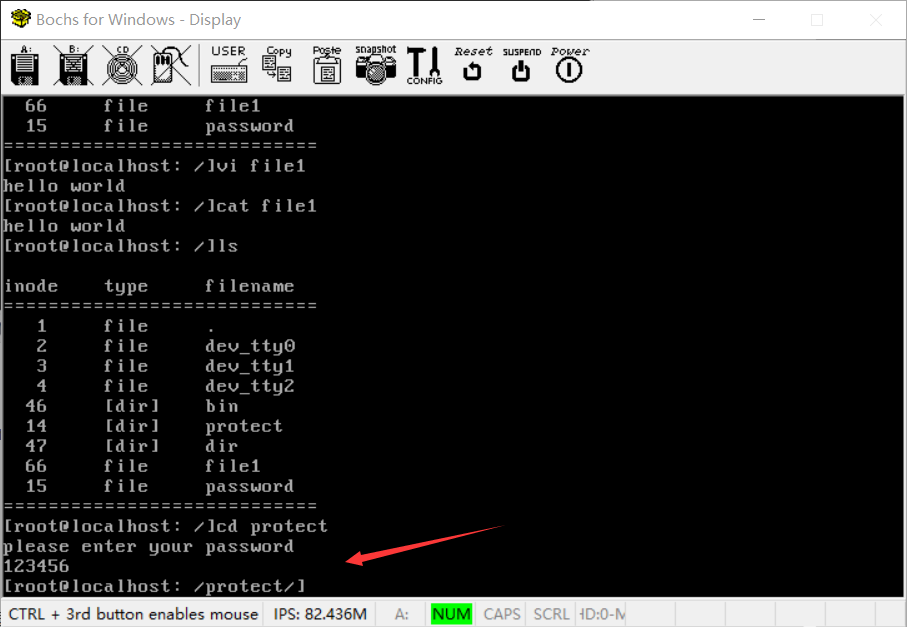 Bochs for Windows - Display
A: B: CD USER Copy Paste snapshot CONFIG Reset SUSPEND Power
66 file file1
15 file password
============================
[root@localhost: /]vi file1
hello world
[root@localhost: /]cat file1
hello world
[root@localhost: /]ls
inode type filename
============================
1 file .
2 file dev_tty0
3 file dev_tty1
4 file dev_tty2
46 [dir] bin
14 [dir] protect
47 [dir] dir
66 file file1
15 file password
============================
[root@localhost: /]cd protect
please enter your password
123456
[root@localhost: /protect/]
CTRL + 3rd button enables mouse IPS: 82.436M A: NUM CAPS SCRL HD:0-M